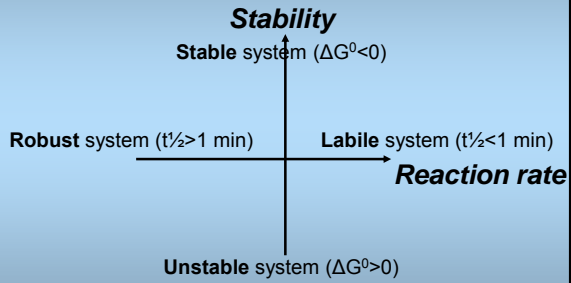 Stability
Stable system (ΔG⁰<0)
Robust system (t½>1 min)
Labile system (t½<1 min)
Reaction rate
Unstable system (ΔG⁰>0)